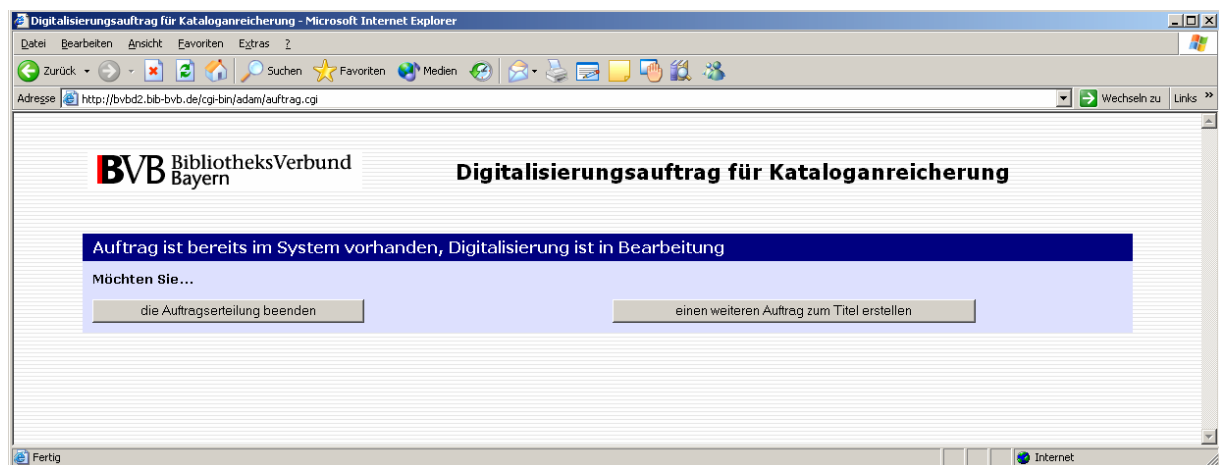 Digitalisierungsauftrag für Kataloganreicherung - Microsoft Internet Explorer
Datei Bearbeiten Ansicht Favoriten Extras ?
Zurück Suchen Favoriten Medien
Adresse http://bvbd2.bib-bvb.de/cgi-bin/adam/auftrag.cgi Wechseln zu Links »
BVB BibliotheksVerbund
Bayern
Digitalisierungsauftrag für Kataloganreicherung
Auftrag ist bereits im System vorhanden, Digitalisierung ist in Bearbeitung
Möchten Sie...
die Auftragserteilung beenden einen weiteren Auftrag zum Titel erstellen
Fertig Internet